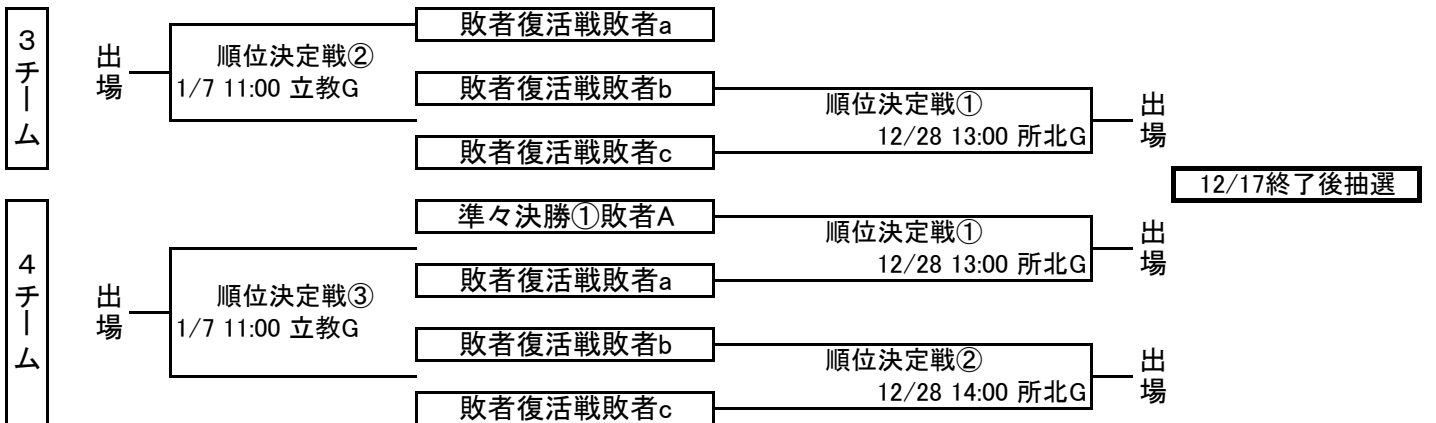 3チーム
出場
順位決定戦②
1/7 11:00 立教G
敗者復活戦敗者a
敗者復活戦敗者b
敗者復活戦敗者c
順位決定戦①
12/28 13:00 所北G
出場
12/17終了後抽選
4チーム
出場
順位決定戦③
1/7 11:00 立教G
準々決勝①敗者A
敗者復活戦敗者a
敗者復活戦敗者b
敗者復活戦敗者c
順位決定戦①
12/28 13:00 所北G
出場
順位決定戦②
12/28 14:00 所北G
出場